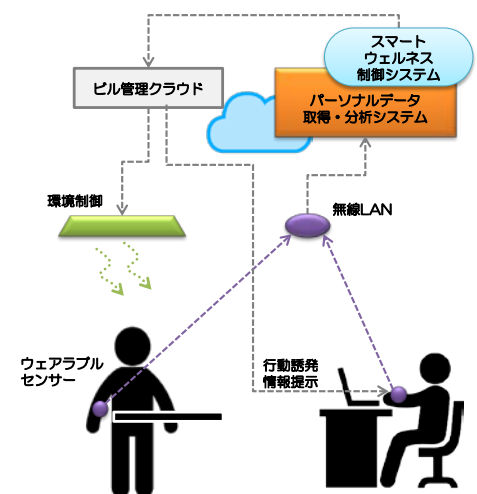 スマート
ウェルネス
制御システム
ビル管理クラウド
パーソナルデータ
取得・分析システム
環境制御
無線LAN
ウェアラブル
センサー
行動誘発
情報提示